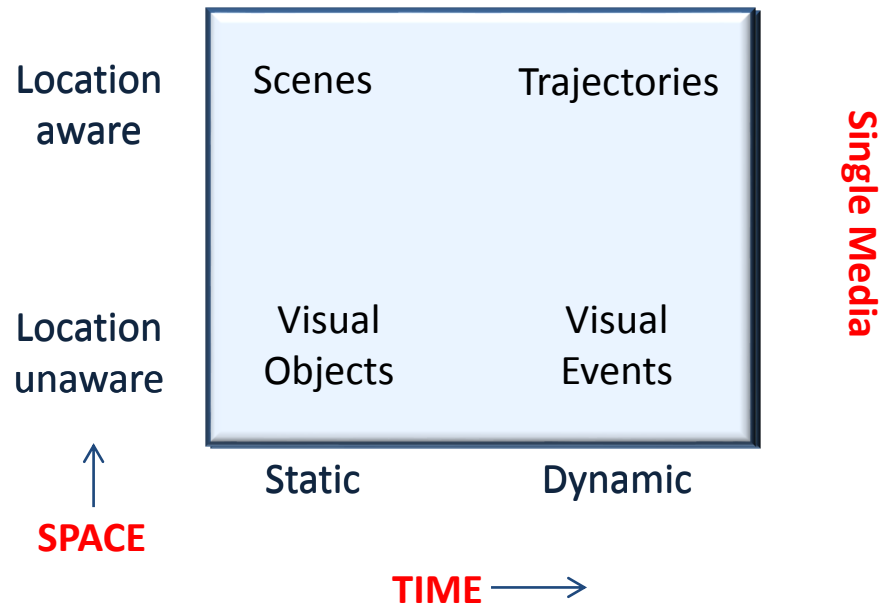 Location
aware
Scenes
Trajectories
Single Media
Location
unaware
Visual
Objects
Visual
Events
Static
Dynamic
SPACE
TIME